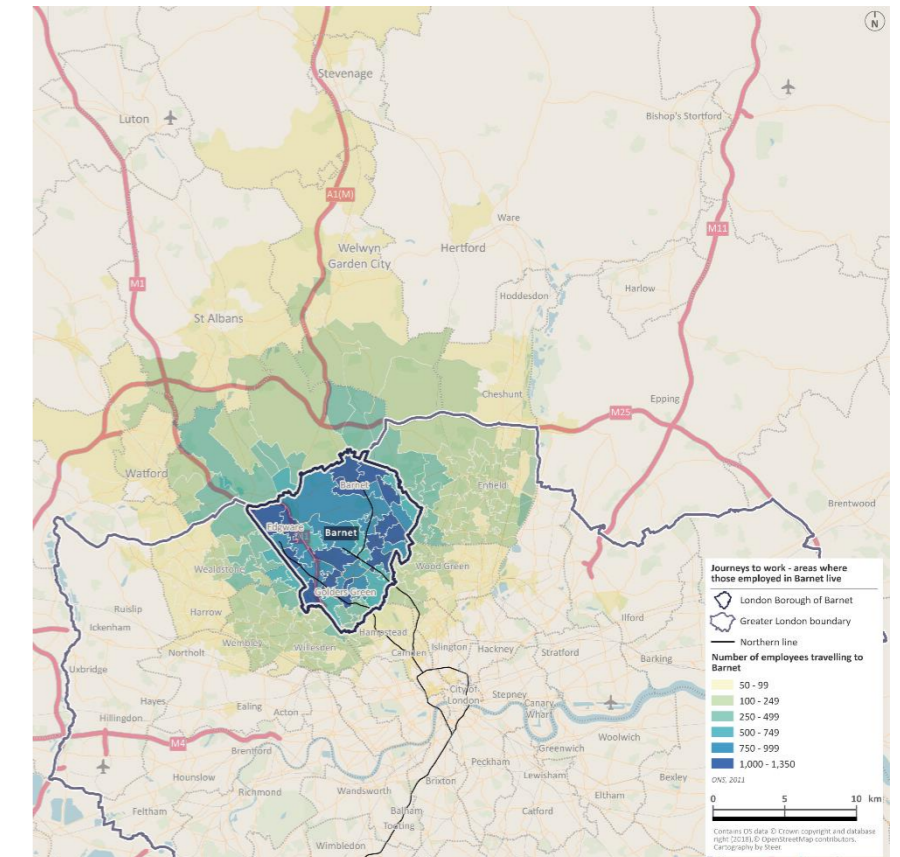 N
Stevenage
Luton
Bishop's Stortford
A1(M)
Ware
M11
Welwyn
Garden City
Hertford
M1
Harlow
Hoddesdon
St Albans
Cheshunt
Epping
M25
Watford
Barnet
Enfield
Brentwood
Edgware
Barnet
Wealdstone
Wood Green
Golders Green
Harrow
Ruislip
Ickenham
Hampstead
Wembley
Willesden
Northolt
Camden
Islington
Hackney
Stratford
Ilford
Barking
Uxbridge
City of
London
Stepney
Canary
Wharf
Hayes
Ealing
Acton
Hillingdon
M4
Brentford
Woolwich
Greenwich
Peckham
Hounslow
Richmond
Wandsworth
Brixton
Lewisham
Bexley
Eltham
Feltham
Balham
Tooting
Catford
Wimbledon
Journeys to work - areas where
those employed in Barnet live
London Borough of Barnet
Greater London boundary
Northern line
Number of employees travelling to
Barnet
50 - 99
100 - 249
250 - 499
500 - 749
750 - 999
1,000 - 1,350
ONS, 2011
0 5 10 km
Contains OS data © Crown copyright and database
right (2018),© OpenStreetMap contributors,
Cartography by Steer.